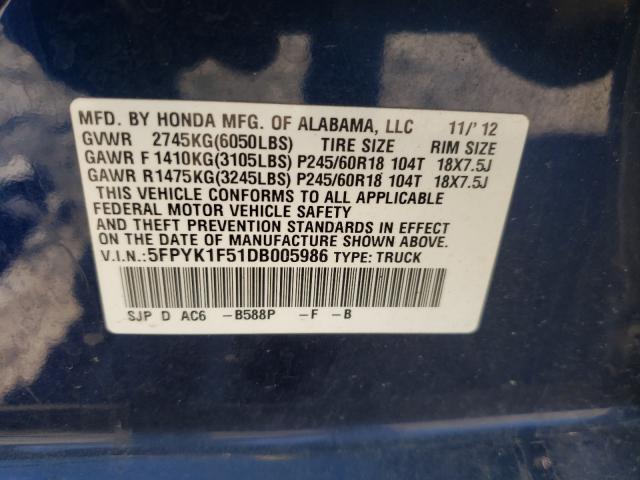 MFD. BY HONDA MFG. OF ALABAMA, LLC 11/'12
GVWR 2745KG(6050LBS) TIRE SIZE RIM SIZE
GAWR F 1410KG(3105LBS) P245/60R18 104T 18X7.5J
GAWR R1475KG(3245LBS) P245/60R18 104T 18X7.5J
THIS VEHICLE CONFORMS TO ALL APPLICABLE
FEDERAL MOTOR VEHICLE SAFETY
AND THEFT PREVENTION STANDARDS IN EFFECT
ON THE DATE OF MANUFACTURE SHOWN ABOVE.
V.I.N.:5FPYK1F51DB005986 TYPE: TRUCK
SJP D AC6 -B588P -F -B